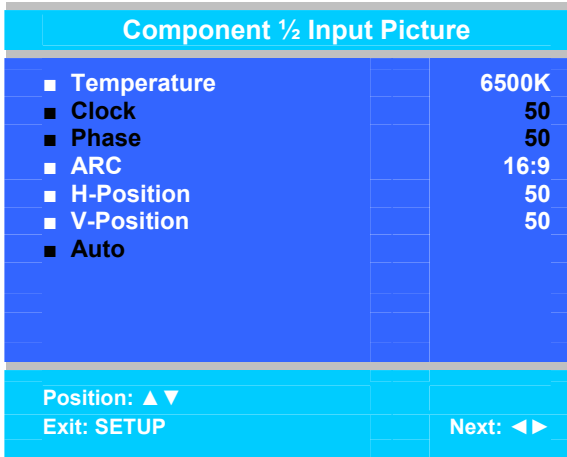 Component ½ Input Picture
■ Temperature 6500K
■ Clock 50
■ Phase 50
■ ARC 16:9
■ H-Position 50
■ V-Position 50
■ Auto
Position: ▲▼
Exit: SETUP Next: ◄►